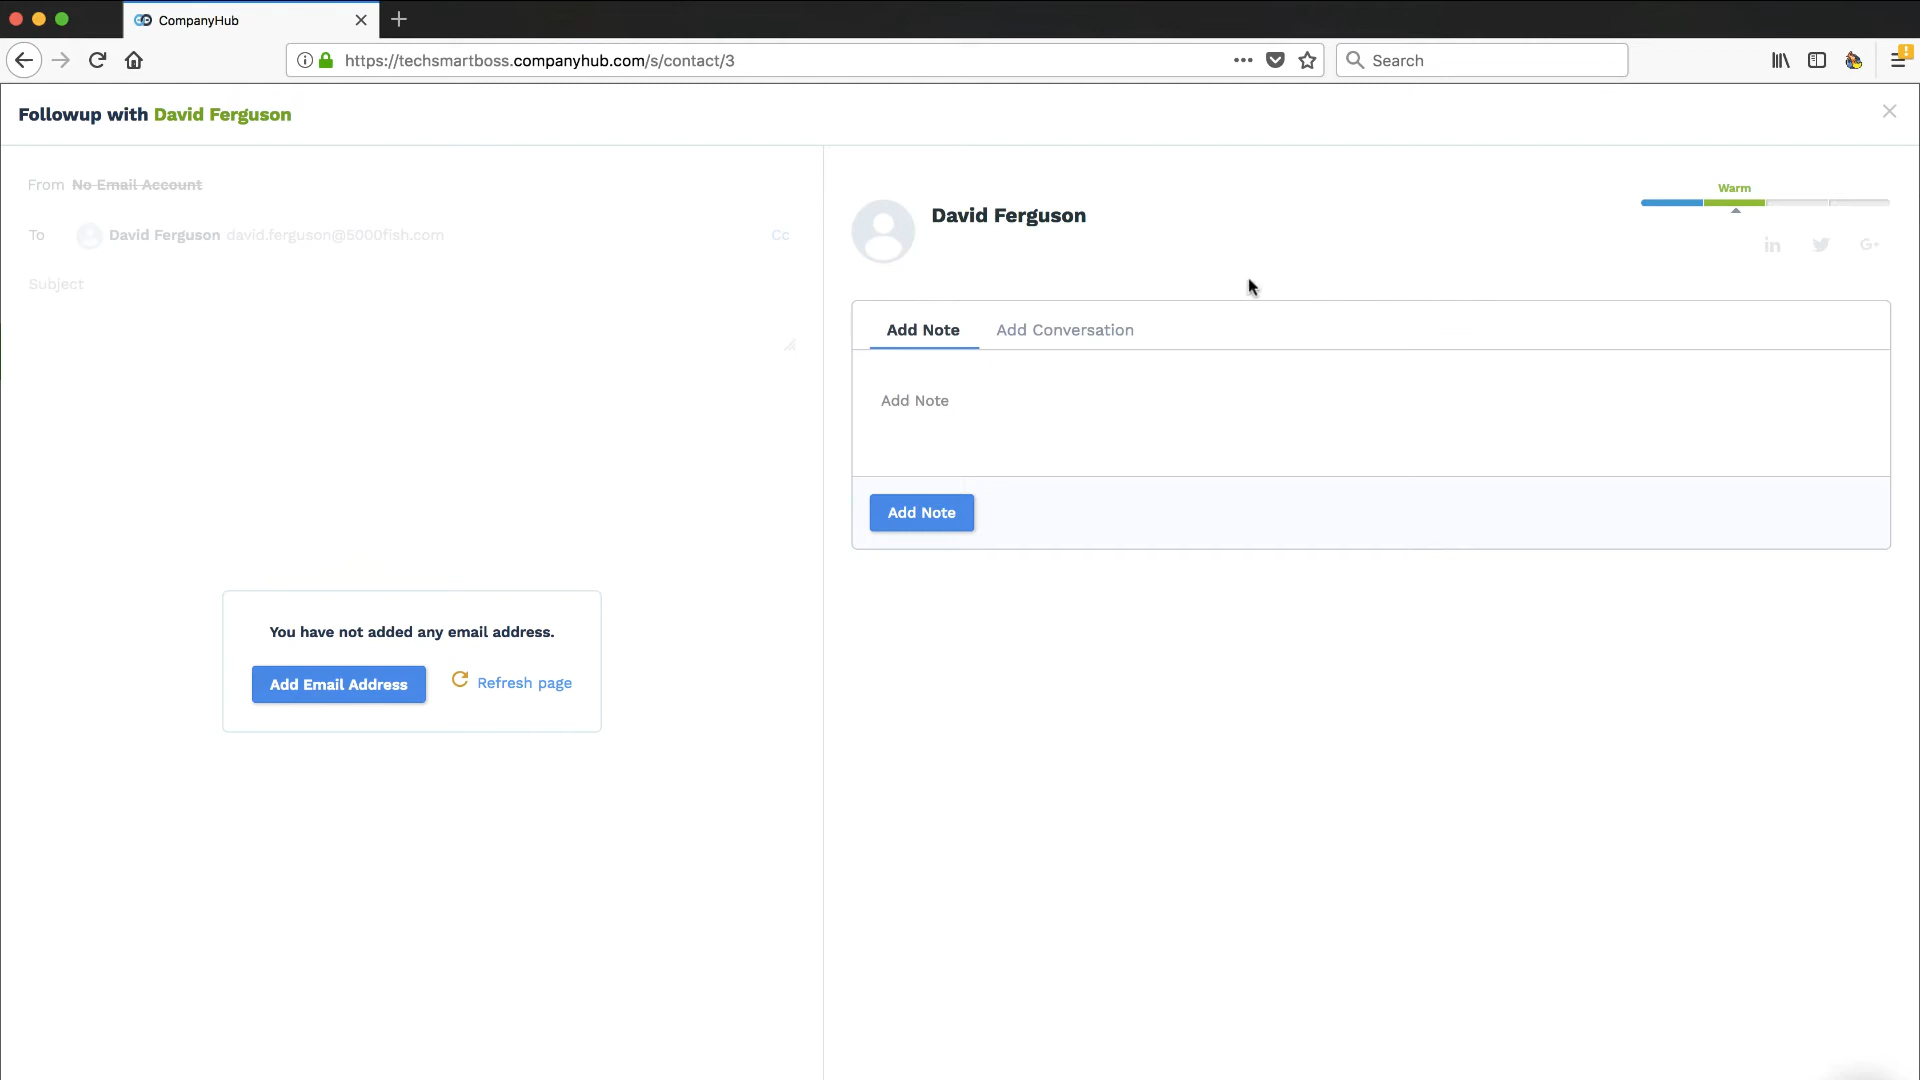 CompanyHub
https://techsmartboss.companyhub.com/s/contact/3
Search
Followup with David Ferguson
From No Email Account
To David Ferguson david.ferguson@5000fish.com Cc
Subject
You have not added any email address.
Add Email Address Refresh page
David Ferguson
Warm
in G+
Add Note Add Conversation
Add Note
Add Note